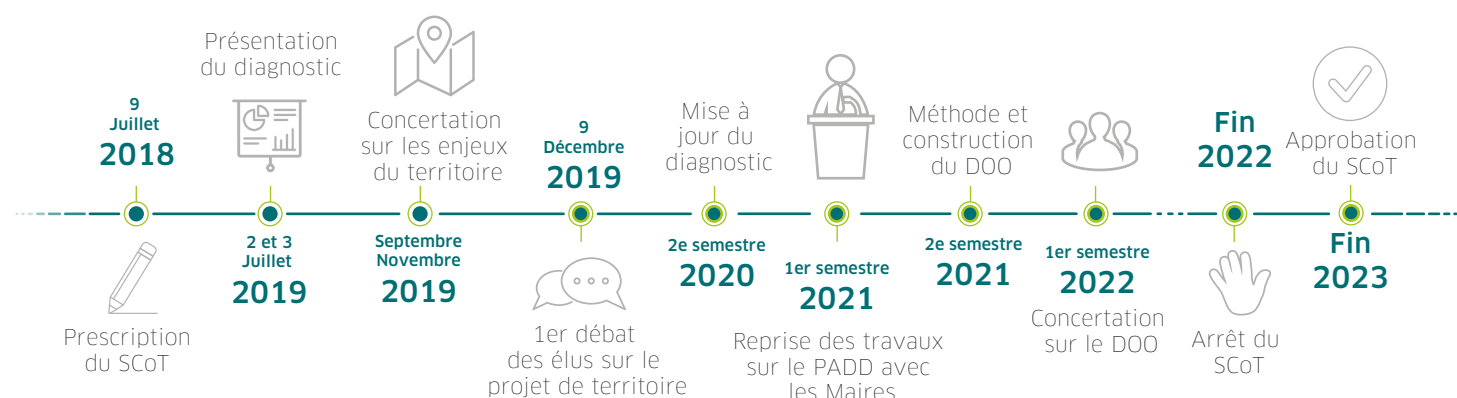 9
Juillet
2018
Prescription
du SCoT
Présentation
du diagnostic
2 et 3
Juillet
2019
Concertation
sur les enjeux
du territoire
Septembre
Novembre
2019
9
Décembre
2019
1er débat
des élus sur le
projet de territoire
Mise à
jour du
diagnostic
2e semestre
2020
1er semestre
2021
Reprise des travaux
sur le PADD avec
les Maires
Méthode et
construction
du DOO
2e semestre
2021
1er semestre
2022
Concertation
sur le DOO
Fin
2022
Arrêt du
SCoT
Approbation
du SCoT
Fin
2023